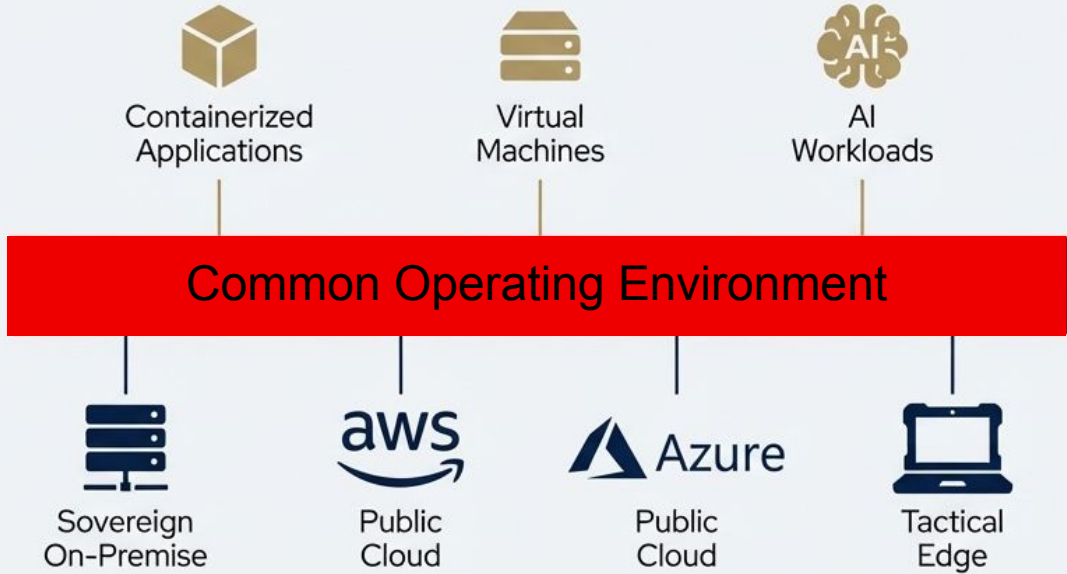 AI
Containerized
Applications
Virtual
Machines
AI
Workloads
Common Operating Environment
aws
Azure
Sovereign
On-Premise
Public
Cloud
Public
Cloud
Tactical
Edge